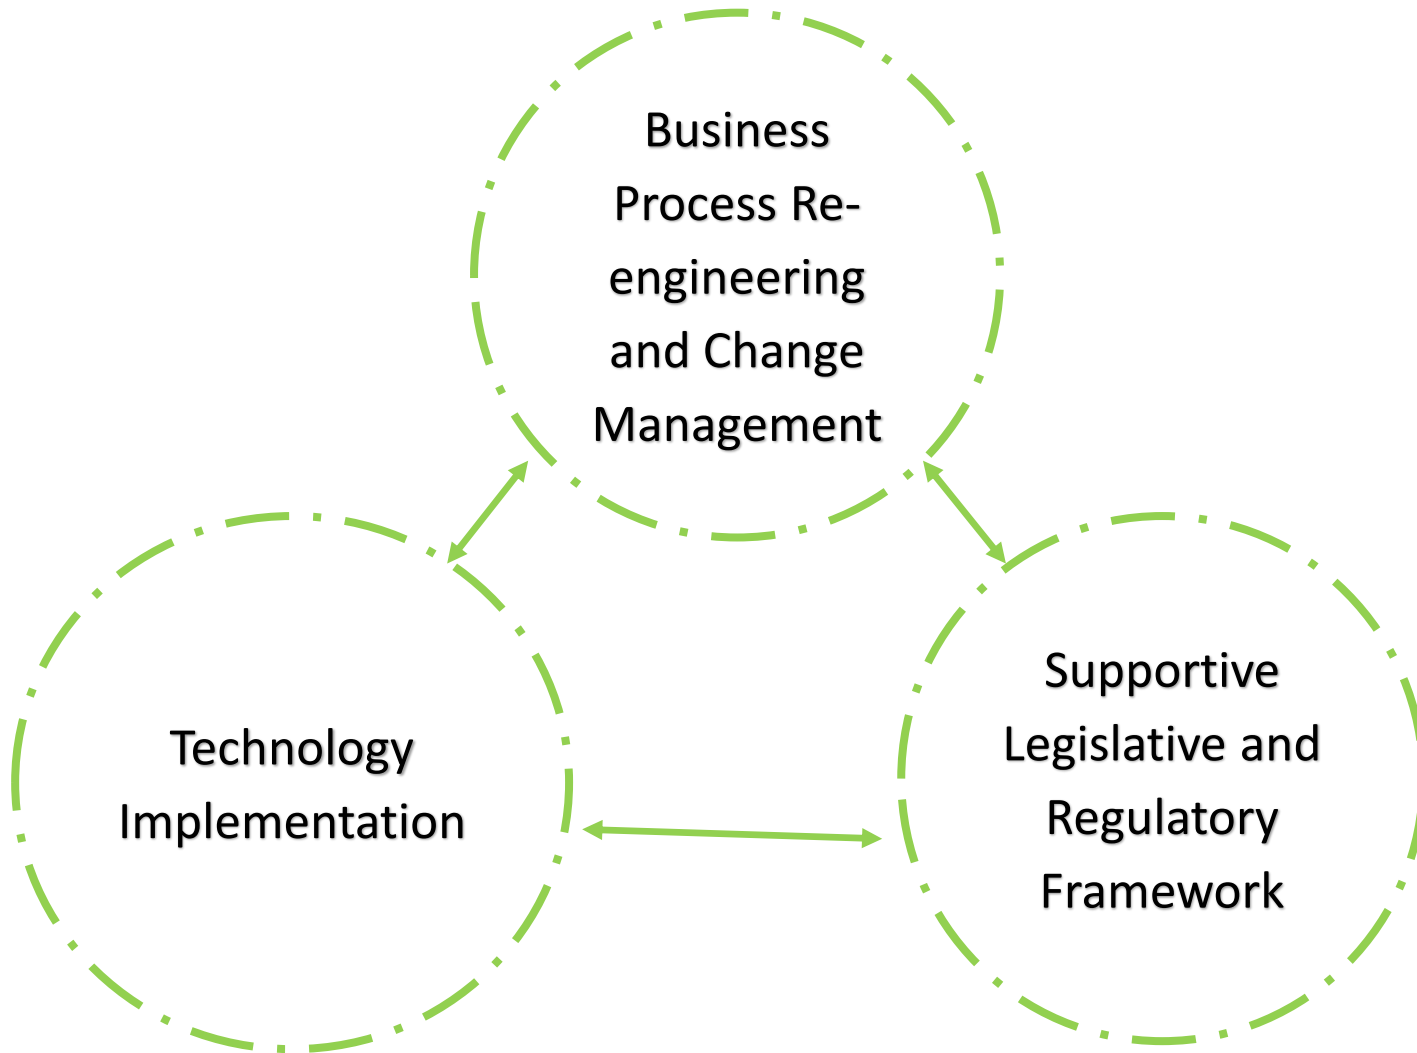 Business
Process Re-
engineering
and Change
Management
Technology
Implementation
Supportive
Legislative and
Regulatory
Framework